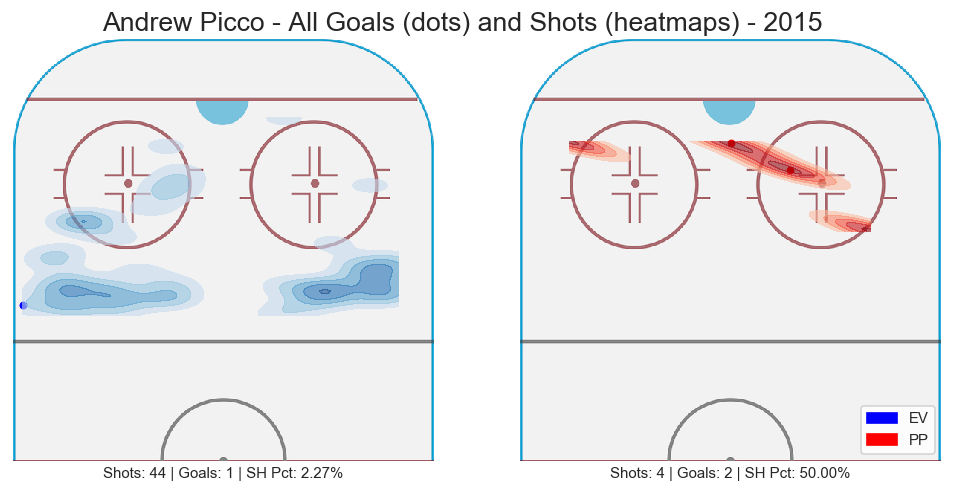 Andrew Picco - All Goals (dots) and Shots (heatmaps) - 2015
EV
PP
Shots: 44 | Goals: 1 | SH Pct: 2.27%
Shots: 4 | Goals: 2 | SH Pct: 50.00%